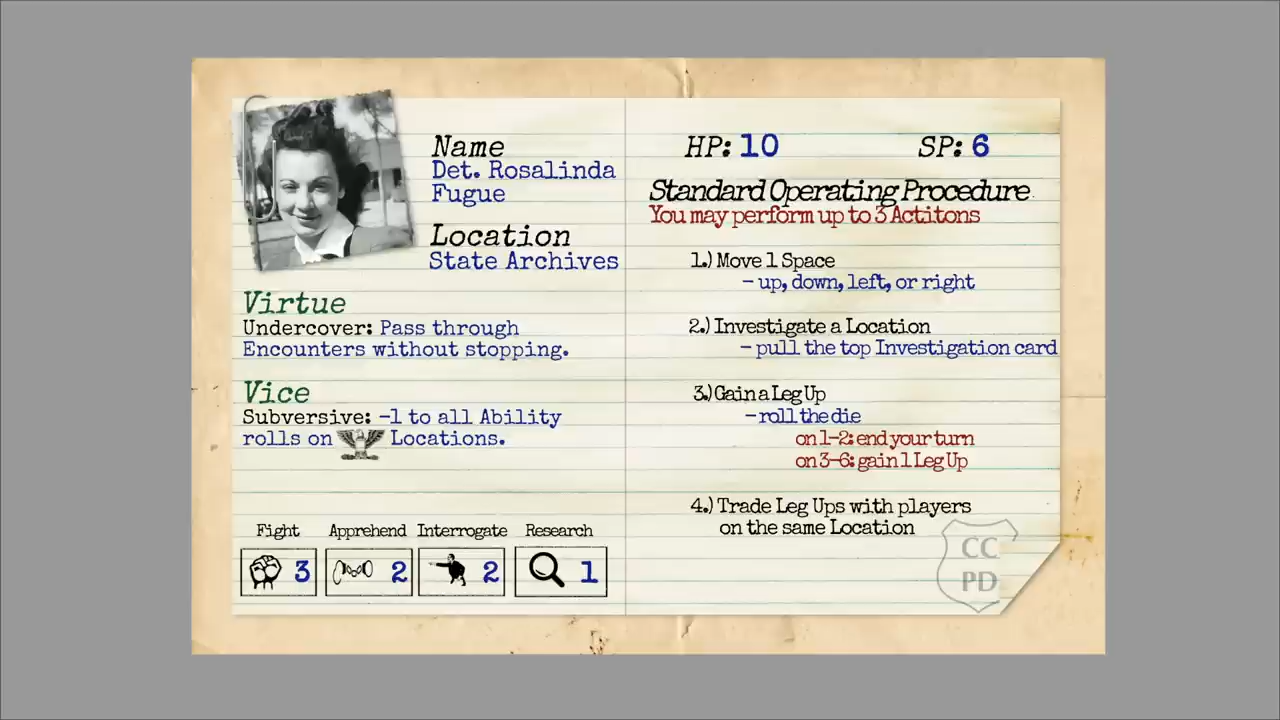 Name
Det. Rosalinda
Fugue
Location
State Archives
Virtue
Undercover: Pass through
Encounters without stopping.
Vice
Subversive: -1 to all Ability
rolls on Locations.
Fight Apprehend Interrogate Research
3 2 2 1
HP: 10 SP: 6
Standard Operating Procedure
You may perform up to 3 Actitons
1.) Move 1 Space
- up, down, left, or right
2.) Investigate a Location
- pull the top Investigation card
3.) Gain a Leg Up
- roll the die
on 1-2: end your turn
on 3-6: gain 1 Leg Up
4.) Trade Leg Ups with players
on the same Location
CC
PD